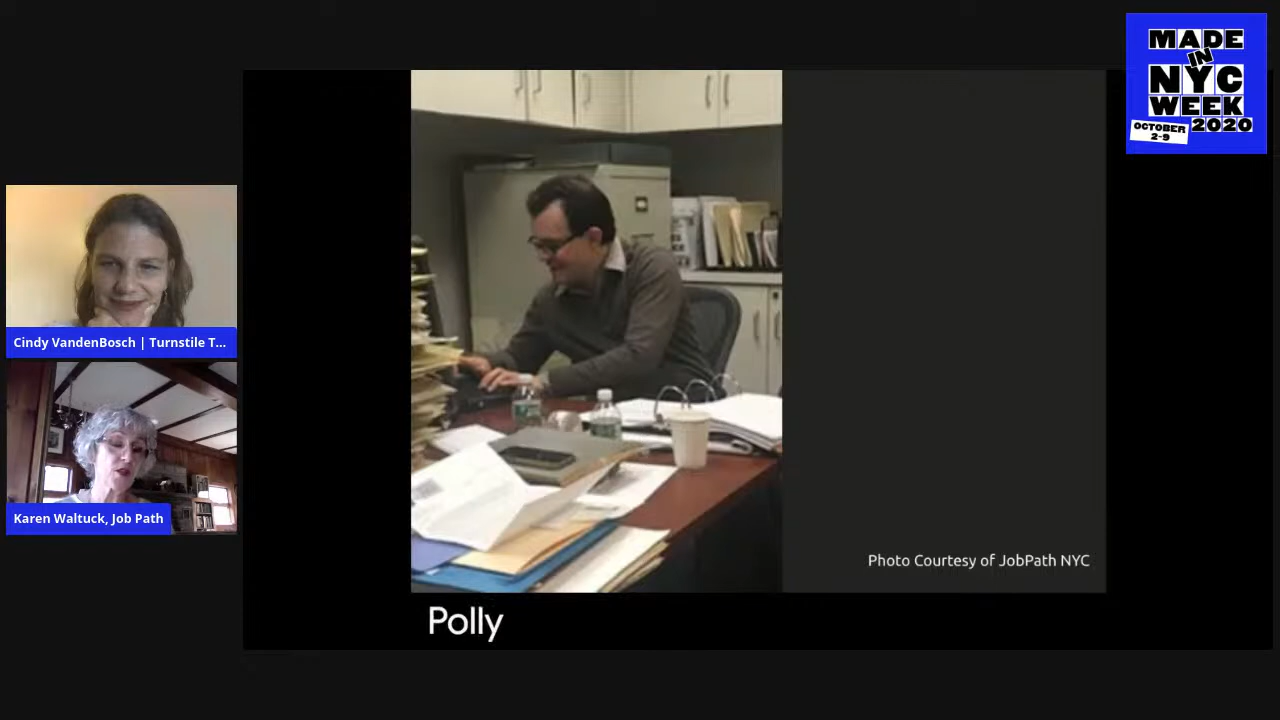 MADE
IN
NYC
WEEK
2020
OCTOBER
2-9
Cindy VandenBosch | Turnstile T...
Karen Waltuck, Job Path
Photo Courtesy of JobPath NYC
Polly